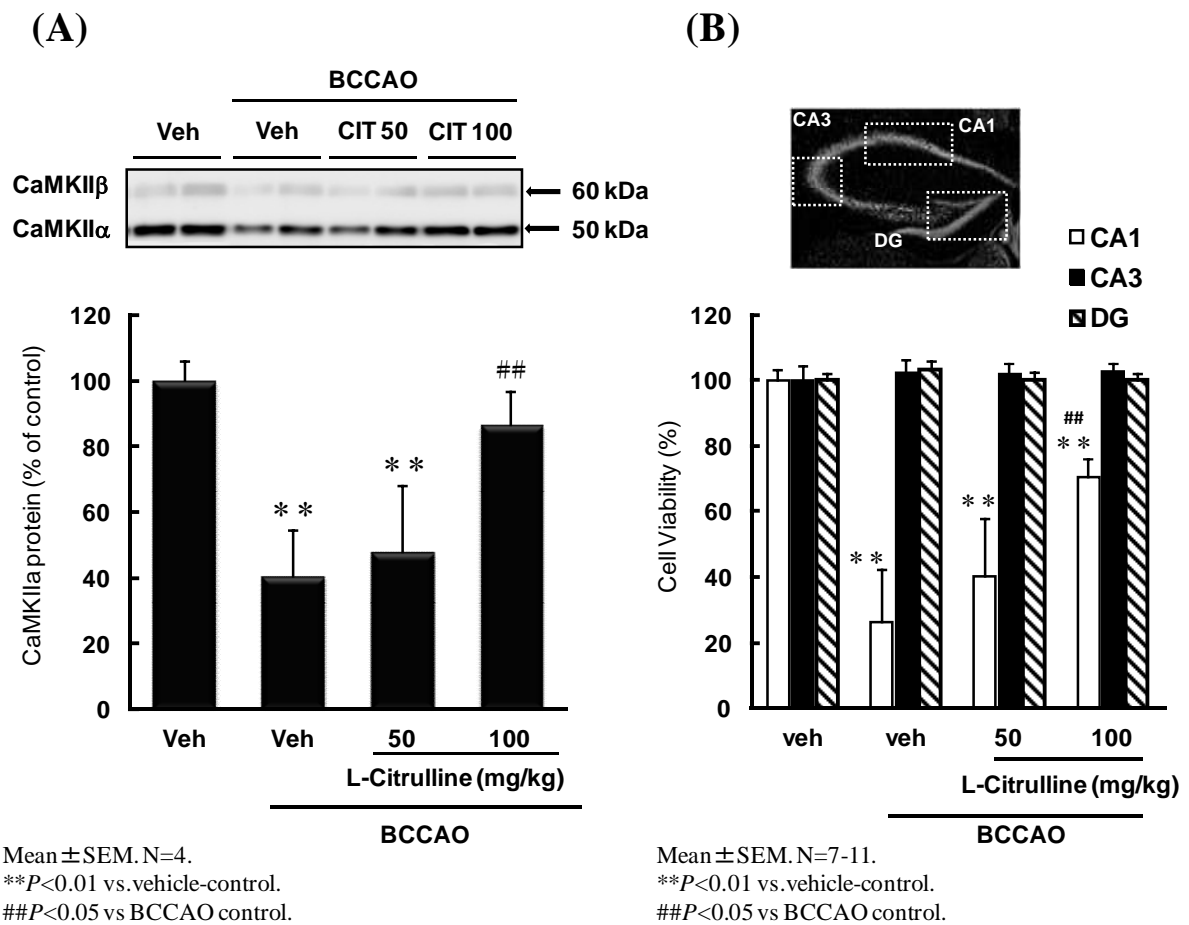 (A)
BCCAO
Veh Veh CIT 50 CIT 100
CaMKIIβ 60 kDa
CaMKIIα 50 kDa
CaMKIIa protein (% of control)
120
100
80
60
40
20
0
**
**
##
Veh Veh 50 100
L-Citrulline (mg/kg)
BCCAO
Mean±SEM. N=4.
**P<0.01 vs.vehicle-control.
##P<0.05 vs BCCAO control.
(B)
CA3
CA1
DG
CA1
CA3
DG
Cell Viability (%)
120
100
80
60
40
20
0
**
**
##
**
veh veh 50 100
L-Citrulline (mg/kg)
BCCAO
Mean±SEM. N=7-11.
**P<0.01 vs.vehicle-control.
##P<0.05 vs BCCAO control.